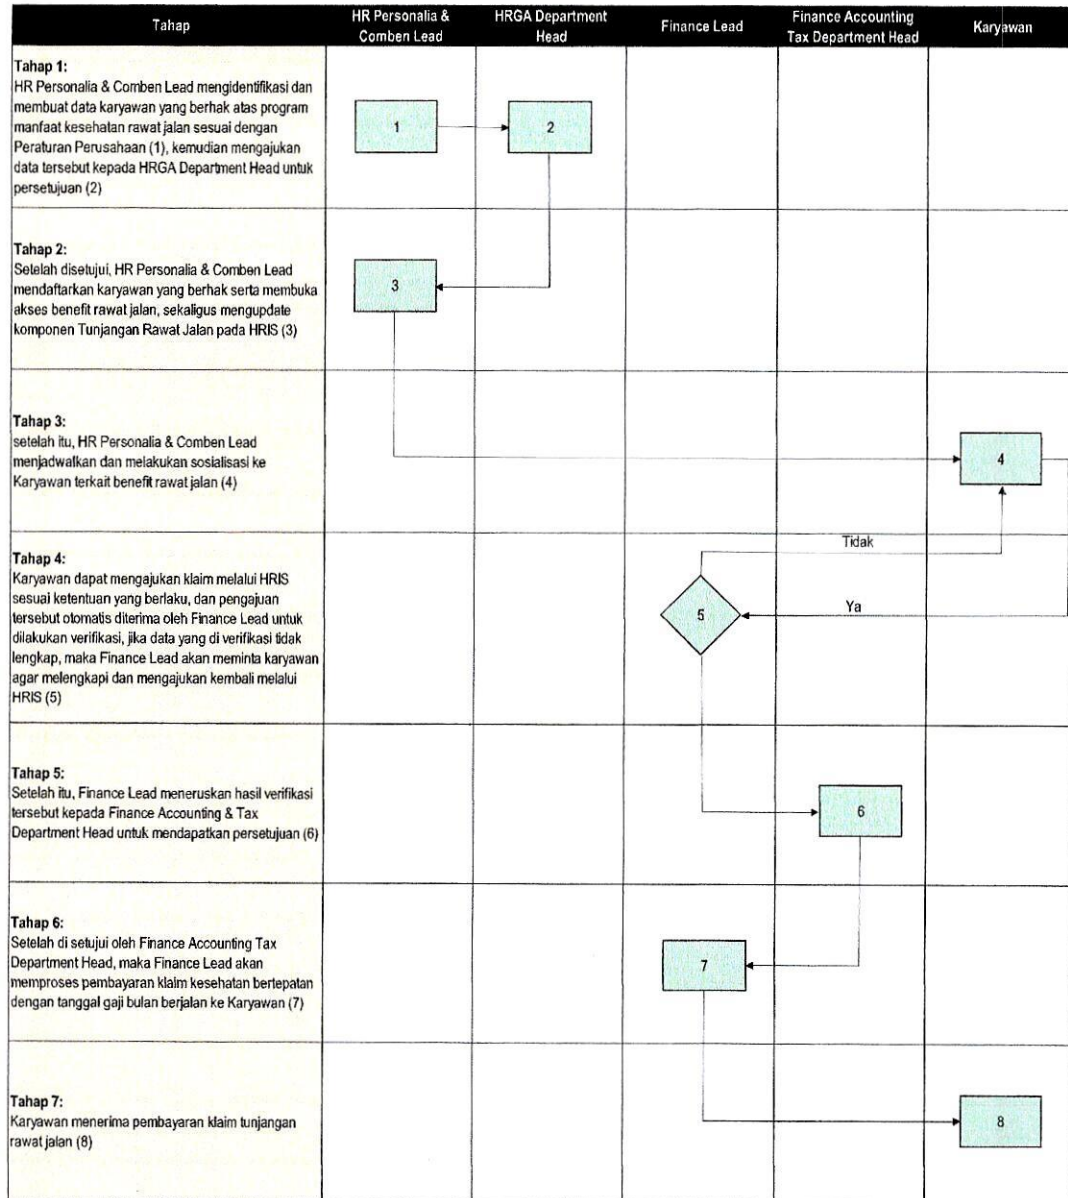 Tahap
HR Personalia &
Comben Lead
HRGA Department
Head
Finance Lead
Finance Accounting
Tax Department Head
Karyawan
Tahap 1:
HR Personalia & Comben Lead mengidentifikasi dan
membuat data karyawan yang berhak atas program
manfaat kesehatan rawat jalan sesuai dengan
Peraturan Perusahaan (1), kemudian mengajukan
data tersebut kepada HRGA Department Head untuk
persetujuan (2)
1
2
Tahap 2:
Setelah disetujui, HR Personalia & Comben Lead
mendaftarkan karyawan yang berhak serta membuka
akses benefit rawat jalan, sekaligus mengupdate
komponen Tunjangan Rawat Jalan pada HRIS (3)
3
Tahap 3:
setelah itu, HR Personalia & Comben Lead
menjadwalkan dan melakukan sosialisasi ke
Karyawan terkait benefit rawat jalan (4)
4
Tahap 4:
Karyawan dapat mengajukan klaim melalui HRIS
sesuai ketentuan yang berlaku, dan pengajuan
tersebut otomatis diterima oleh Finance Lead untuk
dilakukan verifikasi, jika data yang di verifikasi tidak
lengkap, maka Finance Lead akan meminta karyawan
agar melengkapi dan mengajukan kembali melalui
HRIS (5)
Tidak
5
Ya
Tahap 5:
Setelah itu, Finance Lead meneruskan hasil verifikasi
tersebut kepada Finance Accounting & Tax
Department Head untuk mendapatkan persetujuan (6)
6
Tahap 6:
Setelah di setujui oleh Finance Accounting Tax
Department Head, maka Finance Lead akan
memproses pembayaran klaim kesehatan bertepatan
dengan tanggal gaji bulan berjalan ke Karyawan (7)
7
Tahap 7:
Karyawan menerima pembayaran klaim tunjangan
rawat jalan (8)
8